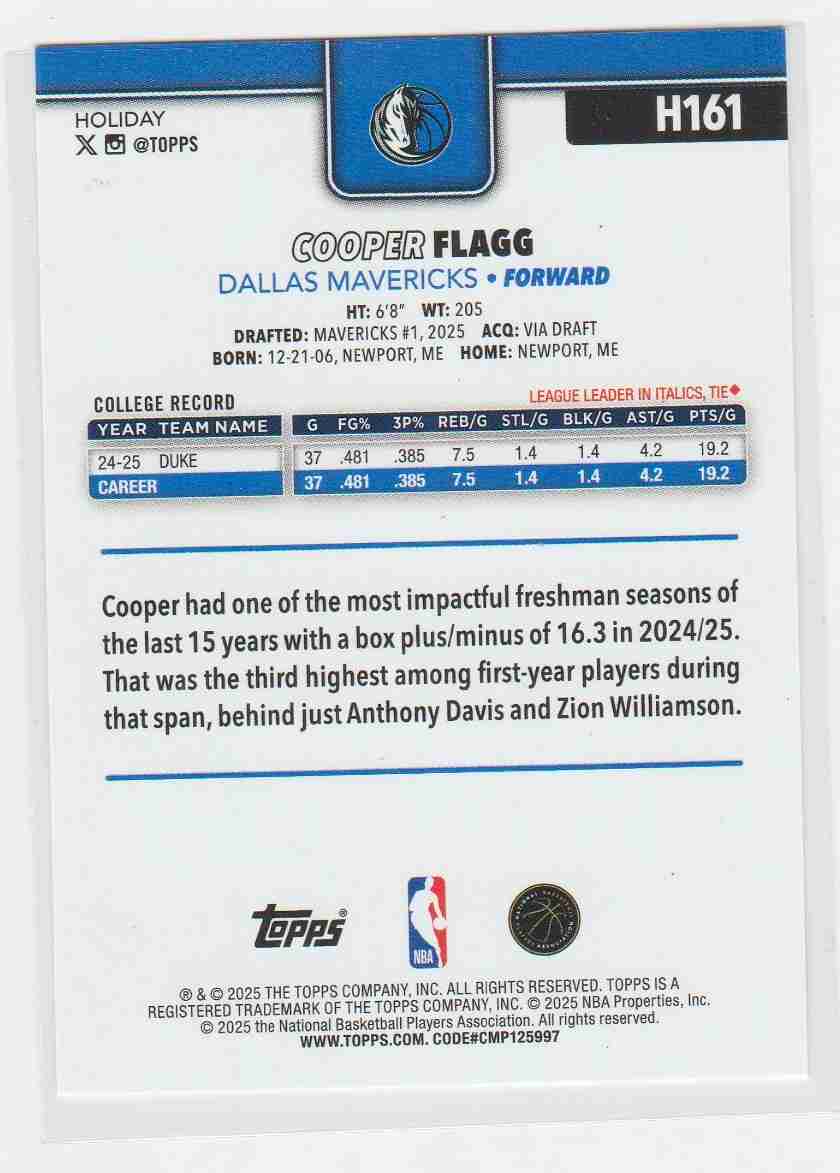 HOLIDAY
@TOPPS
H161
COOPER FLAGG
DALLAS MAVERICKS • FORWARD
HT: 6'8" WT: 205
DRAFTED: MAVERICKS #1, 2025 ACQ: VIA DRAFT
BORN: 12-21-06, NEWPORT, ME HOME: NEWPORT, ME
COLLEGE RECORD
LEAGUE LEADER IN ITALICS, TIE◆
YEAR TEAM NAME G FG% 3P% REB/G STL/G BLK/G AST/G PTS/G
24-25 DUKE 37 .481 .385 7.5 1.4 1.4 4.2 19.2
CAREER 37 .481 .385 7.5 1.4 1.4 4.2 19.2
Cooper had one of the most impactful freshman seasons of
the last 15 years with a box plus/minus of 16.3 in 2024/25.
That was the third highest among first-year players during
that span, behind just Anthony Davis and Zion Williamson.
TOPPS®
NBA
NATIONAL BASKETBALL PLAYERS ASSOCIATION
® & © 2025 THE TOPPS COMPANY, INC. ALL RIGHTS RESERVED. TOPPS IS A
REGISTERED TRADEMARK OF THE TOPPS COMPANY, INC. © 2025 NBA Properties, Inc.
© 2025 the National Basketball Players Association. All rights reserved.
WWW.TOPPS.COM. CODE#CMP125997